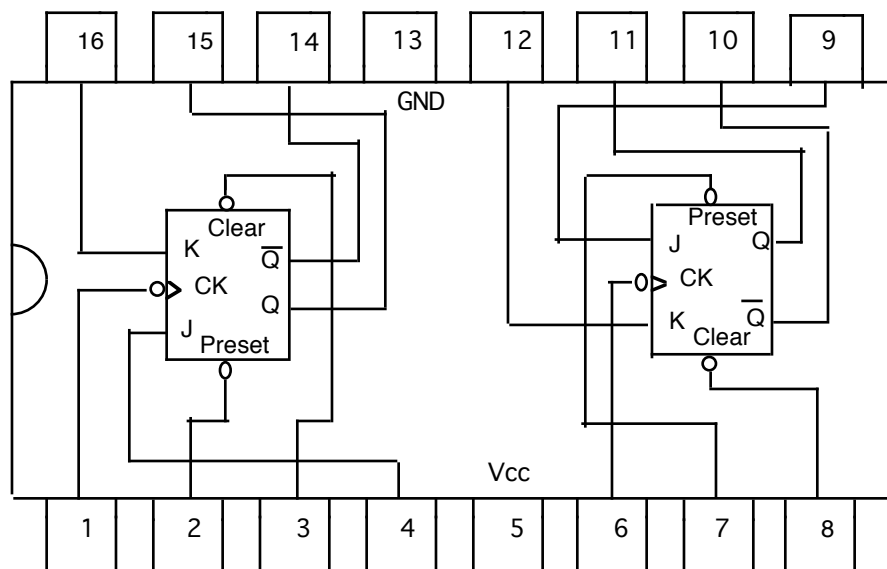 16 15 14 13 12 11 10 9
GND
Clear
K Q
CK
Q
J
Preset
Preset
J Q
CK
K Q
Clear
Vcc
1 2 3 4 5 6 7 8